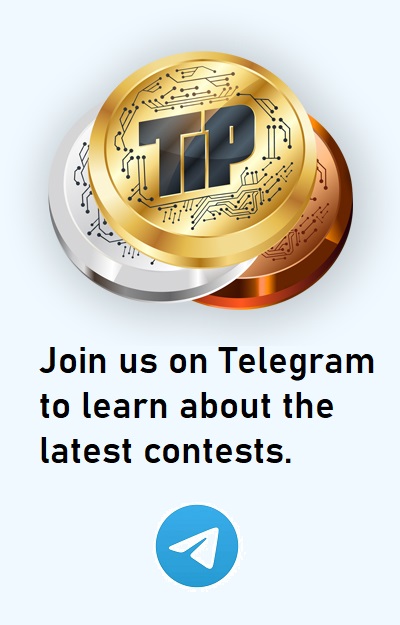 TiP
Join us on Telegram
to learn about the
latest contests.